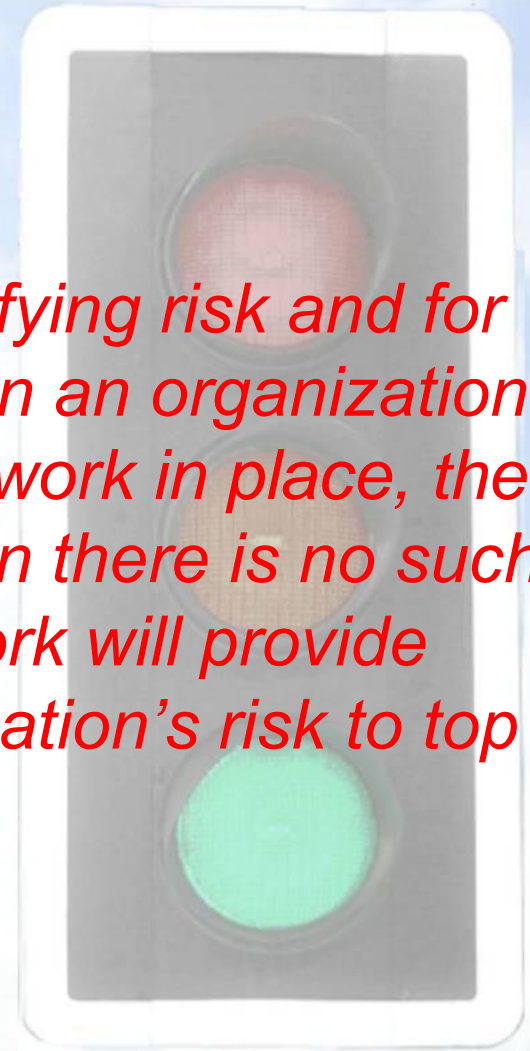 fying risk and for
n an organization
work in place, the
n there is no such
ork will provide
ation’s risk to top